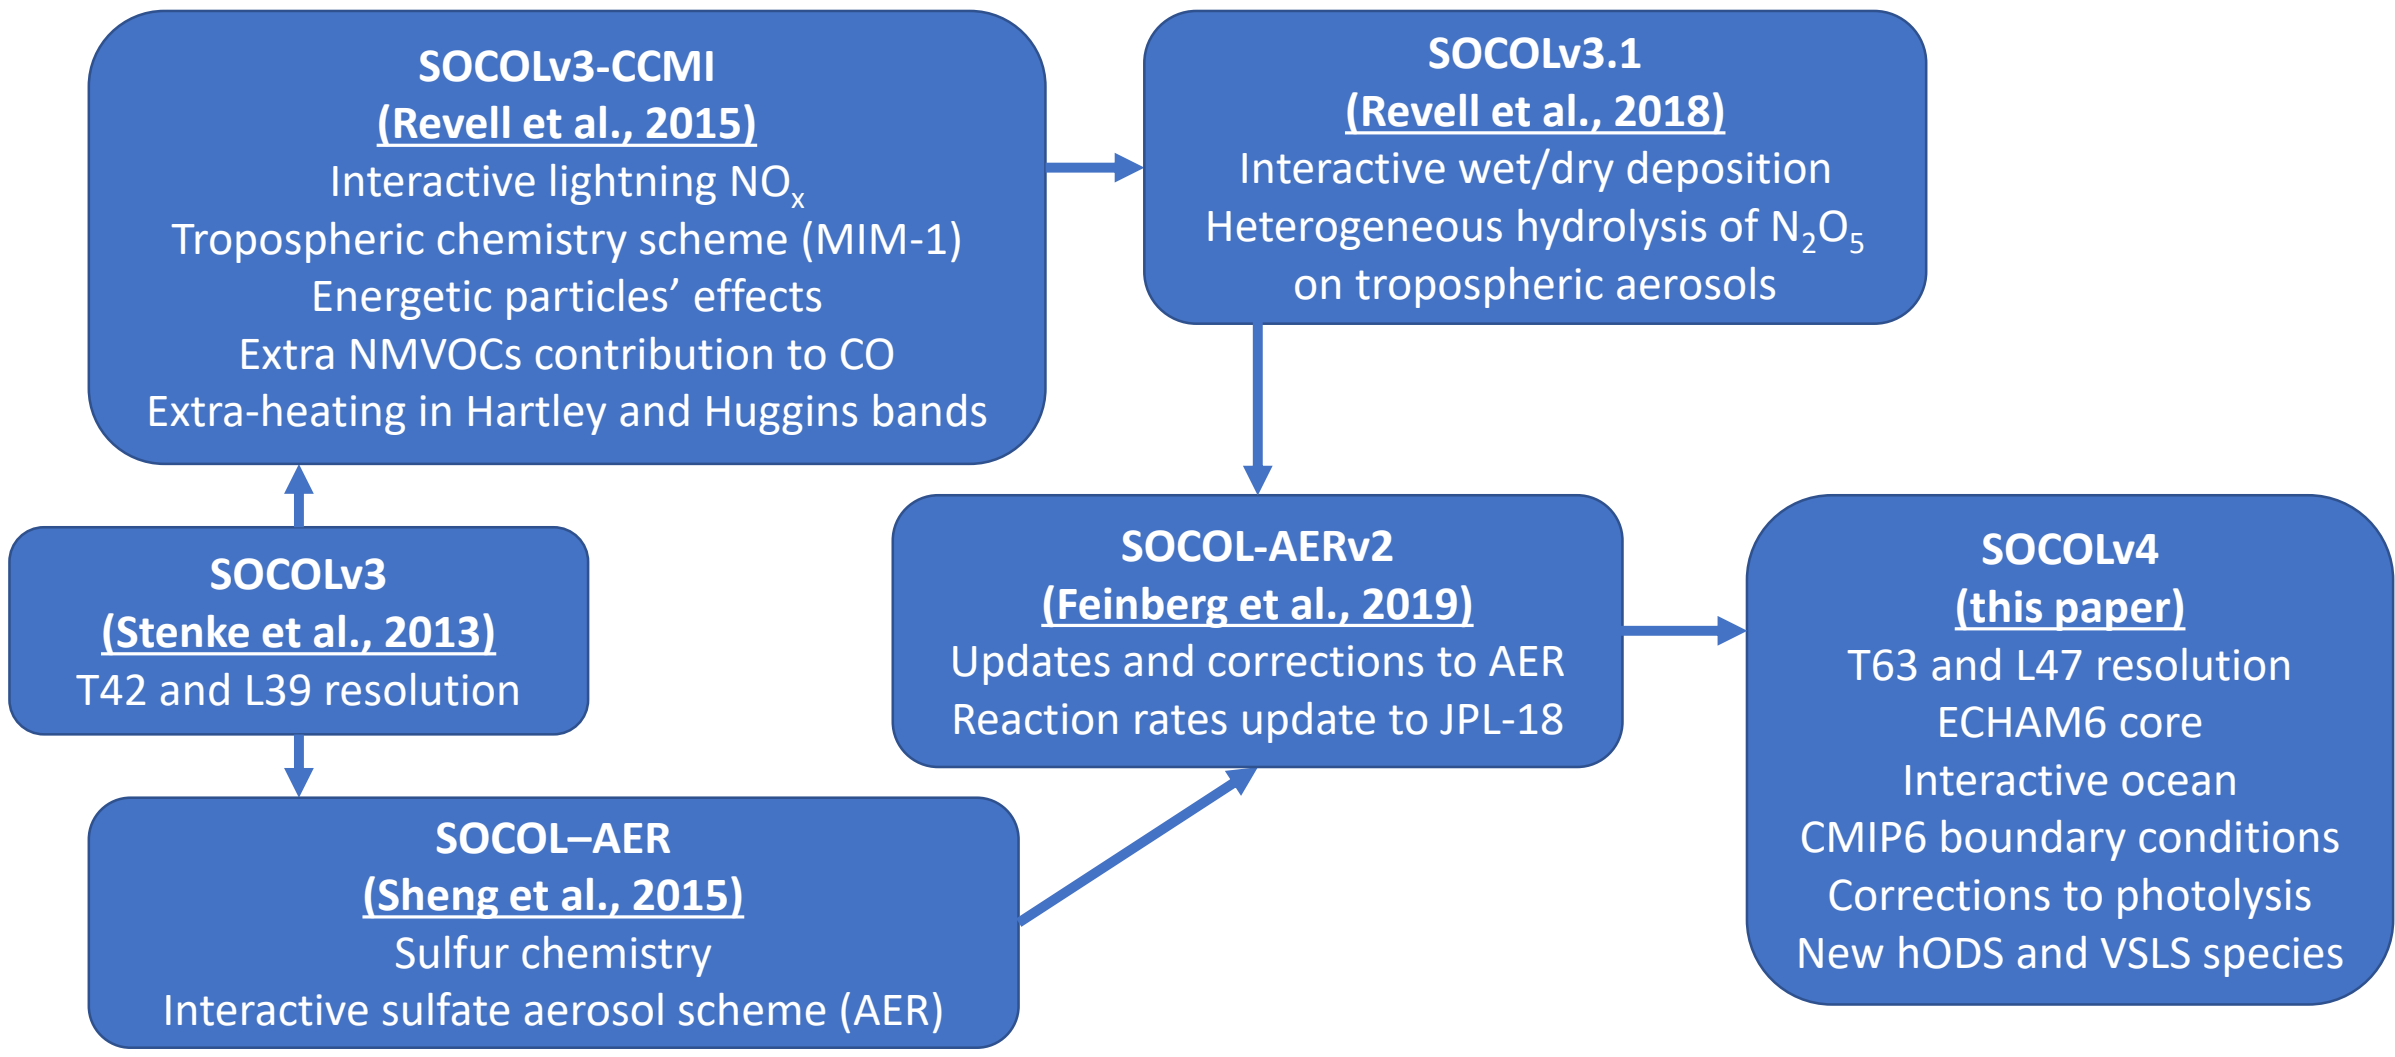 SOCOLv3-CCMI
(Revell et al., 2015)
Interactive lightning NOₓ
Tropospheric chemistry scheme (MIM-1)
Energetic particles’ effects
Extra NMVOCs contribution to CO
Extra-heating in Hartley and Huggins bands
SOCOLv3.1
(Revell et al., 2018)
Interactive wet/dry deposition
Heterogeneous hydrolysis of N₂O₅
on tropospheric aerosols
SOCOLv3
(Stenke et al., 2013)
T42 and L39 resolution
SOCOL-AERv2
(Feinberg et al., 2019)
Updates and corrections to AER
Reaction rates update to JPL-18
SOCOLv4
(this paper)
T63 and L47 resolution
ECHAM6 core
Interactive ocean
CMIP6 boundary conditions
Corrections to photolysis
New hODS and VSLS species
SOCOL–AER
(Sheng et al., 2015)
Sulfur chemistry
Interactive sulfate aerosol scheme (AER)